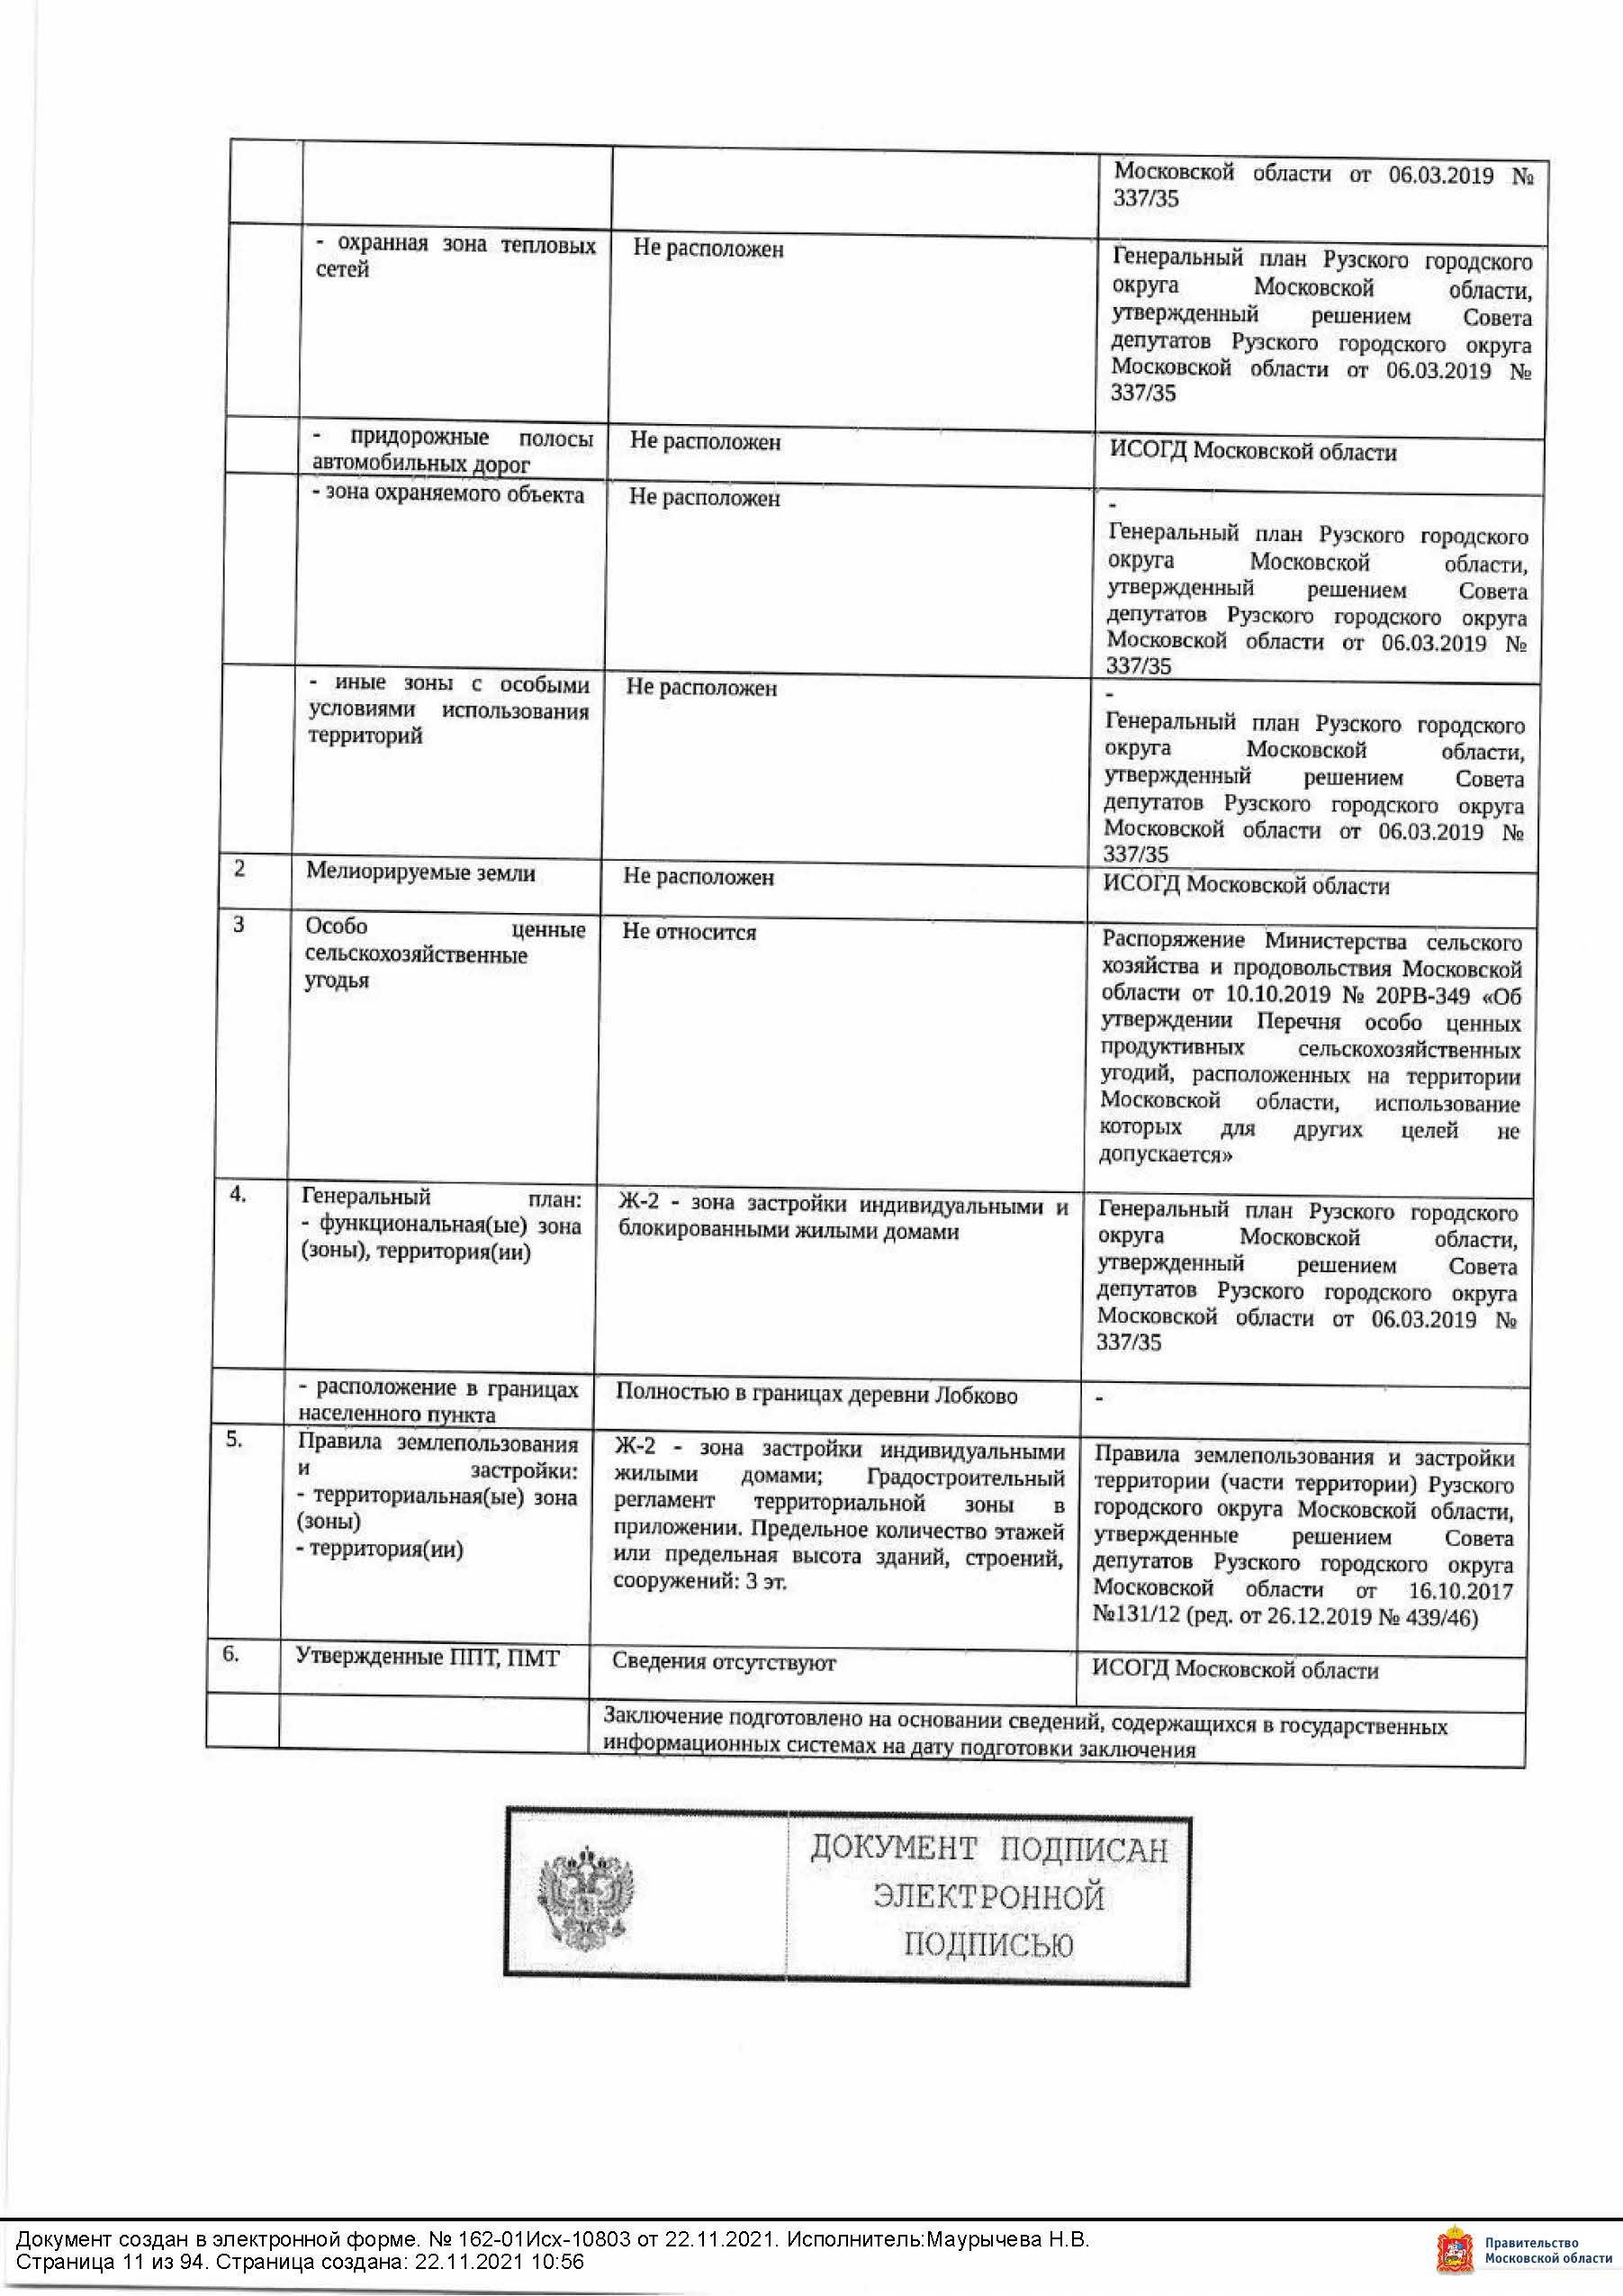 Московской области от 06.03.2019 №
337/35
- охранная зона тепловых
сетей
Не расположен
Генеральный план Рузского городского
округа Московской области,
утвержденный решением Совета
депутатов Рузского городского округа
Московской области от 06.03.2019 №
337/35
- придорожные полосы
автомобильных дорог
Не расположен
ИСОГД Московской области
- зона охраняемого объекта
Не расположен
-
Генеральный план Рузского городского
округа Московской области,
утвержденный решением Совета
депутатов Рузского городского округа
Московской области от 06.03.2019 №
337/35
- иные зоны с особыми
условиями использования
территорий
Не расположен
-
Генеральный план Рузского городского
округа Московской области,
утвержденный решением Совета
депутатов Рузского городского округа
Московской области от 06.03.2019 №
337/35
2
Мелиорируемые земли
Не расположен
ИСОГД Московской области
3
Особо ценные
сельскохозяйственные
угодья
Не относится
Распоряжение Министерства сельского
хозяйства и продовольствия Московской
области от 10.10.2019 № 20РВ-349 «Об
утверждении Перечня особо ценных
продуктивных сельскохозяйственных
угодий, расположенных на территории
Московской области, использование
которых для других целей не
допускается»
4.
Генеральный план:
- функциональная(ые) зона
(зоны), территория(ии)
Ж-2 - зона застройки индивидуальными и
блокированными жилыми домами
Генеральный план Рузского городского
округа Московской области,
утвержденный решением Совета
депутатов Рузского городского округа
Московской области от 06.03.2019 №
337/35
- расположение в границах
населенного пункта
Полностью в границах деревни Лобково
-
5.
Правила землепользования
и застройки:
- территориальная(ые) зона
(зоны)
- территория(ии)
Ж-2 - зона застройки индивидуальными
жилыми домами; Градостроительный
регламент территориальной зоны в
приложении. Предельное количество этажей
или предельная высота зданий, строений,
сооружений: 3 эт.
Правила землепользования и застройки
территории (части территории) Рузского
городского округа Московской области,
утвержденные решением Совета
депутатов Рузского городского округа
Московской области от 16.10.2017
№131/12 (ред. от 26.12.2019 № 439/46)
6.
Утвержденные ППТ, ПМТ
Сведения отсутствуют
ИСОГД Московской области
Заключение подготовлено на основании сведений, содержащихся в государственных
информационных системах на дату подготовки заключения
ДОКУМЕНТ ПОДПИСАН
ЭЛЕКТРОННОЙ
ПОДПИСЬЮ
Документ создан в электронной форме. № 162-01Исх-10803 от 22.11.2021. Исполнитель:Маурычева Н.В.
Страница 11 из 94. Страница создана: 22.11.2021 10:56
Правительство
Московской области